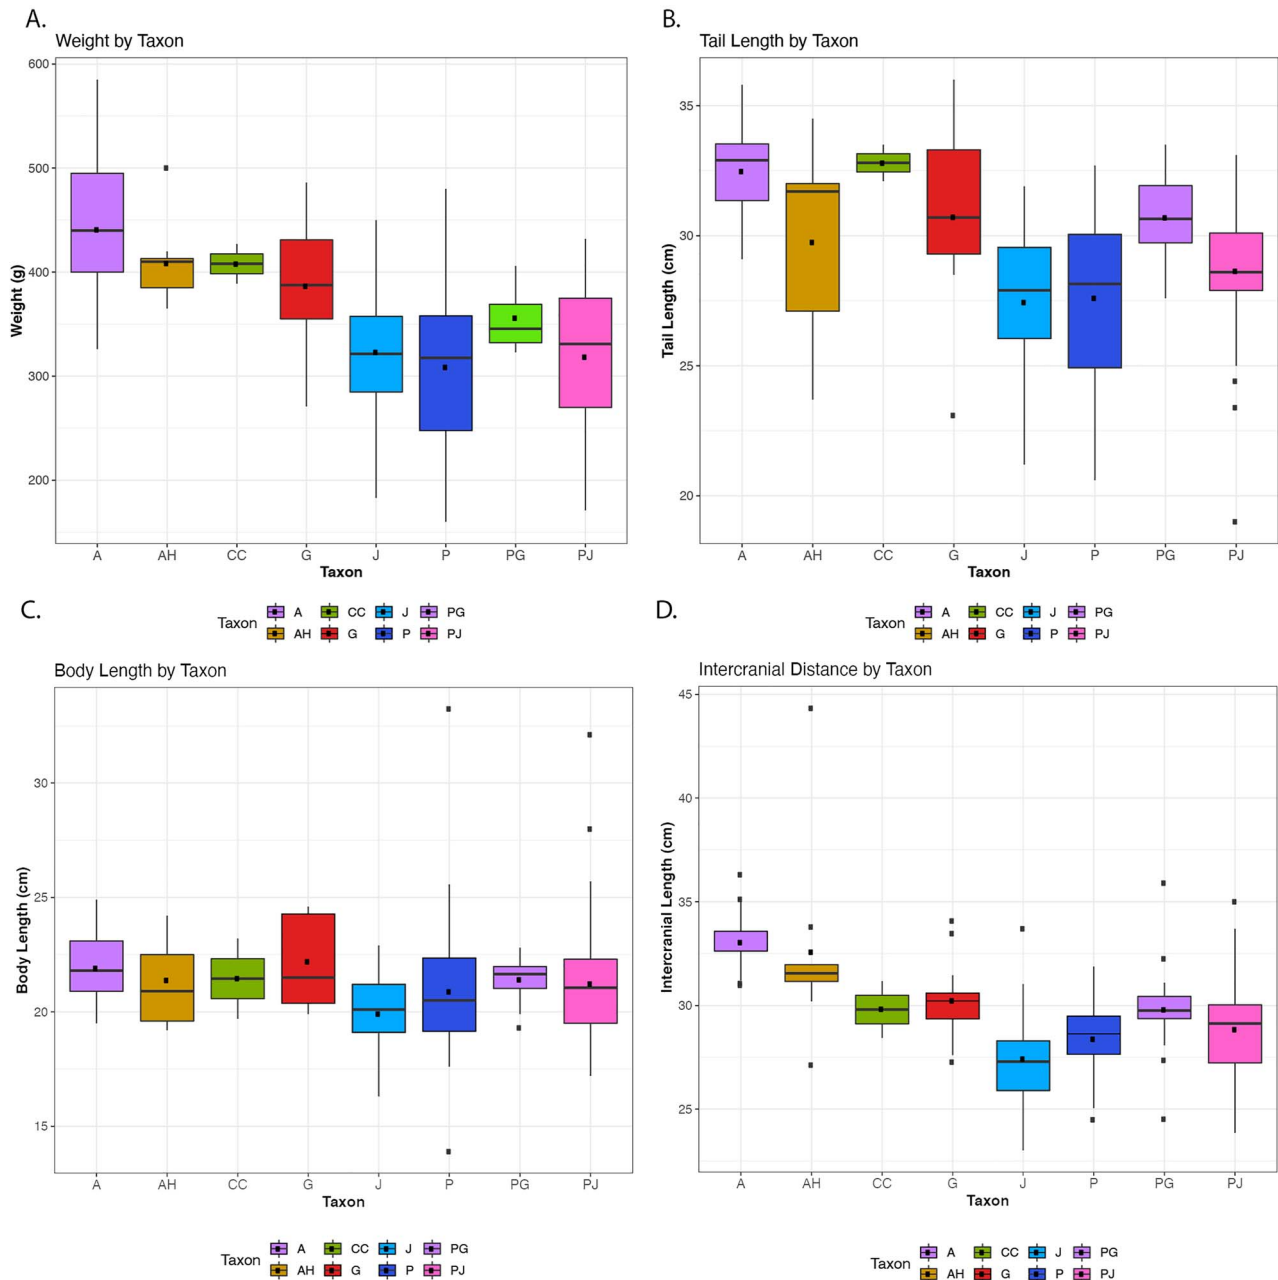 A.
Weight by Taxon
600
500
400
300
200
Weight (g)
A AH CC G J P PG PJ
Taxon
Taxon A CC J PG
AH G P PJ
B.
Tail Length by Taxon
35
30
25
20
Tail Length (cm)
A AH CC G J P PG PJ
Taxon
Taxon A CC J PG
AH G P PJ
C.
Body Length by Taxon
30
25
20
15
Body Length (cm)
A AH CC G J P PG PJ
Taxon
Taxon A CC J PG
AH G P PJ
D.
Intercranial Distance by Taxon
45
40
35
30
25
Intercranial Length (cm)
A AH CC G J P PG PJ
Taxon
Taxon A CC J PG
AH G P PJ